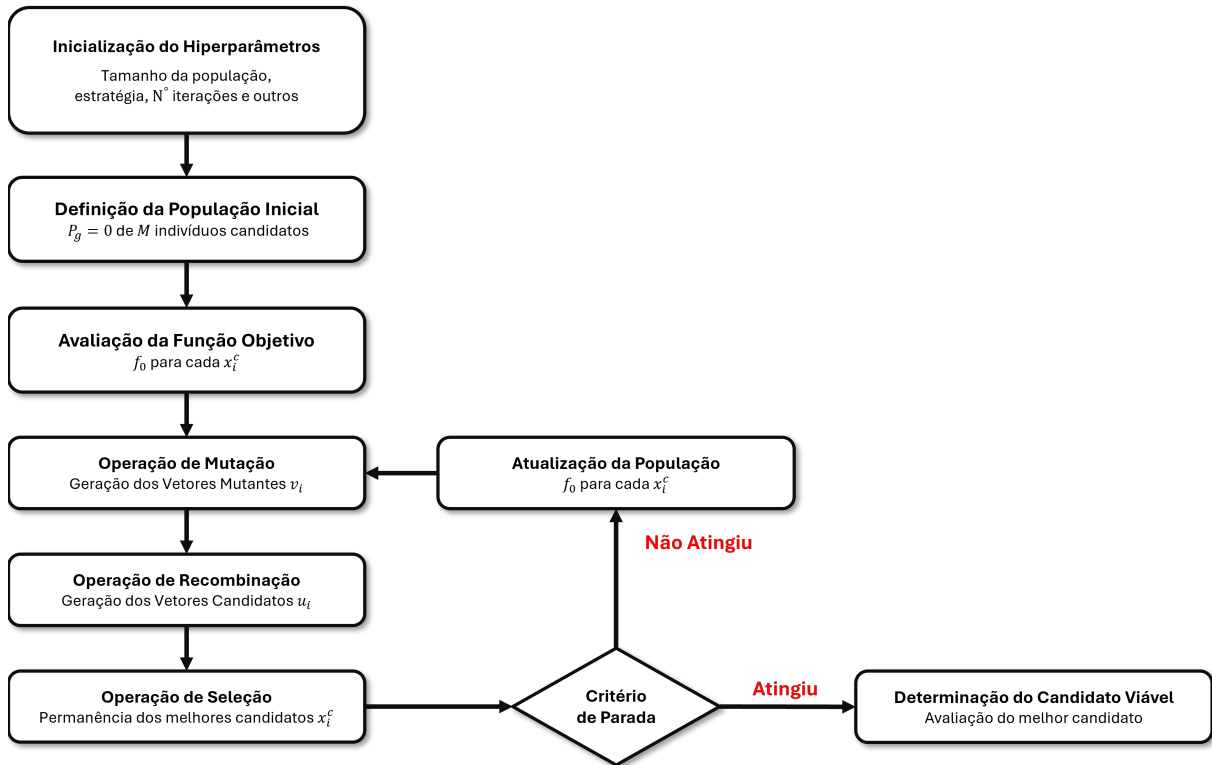 Inicialização do Hiperparâmetros
Tamanho da população,
estratégia, N° iterações e outros
Definição da População Inicial
P_g = 0 de M indivíduos candidatos
Avaliação da Função Objetivo
f_0 para cada x_i^c
Operação de Mutação
Geração dos Vetores Mutantes v_i
Atualização da População
f_0 para cada x_i^c
Não Atingiu
Operação de Recombinação
Geração dos Vetores Candidatos u_i
Operação de Seleção
Permanência dos melhores candidatos x_i^c
Critério
de Parada
Atingiu
Determinação do Candidato Viável
Avaliação do melhor candidato